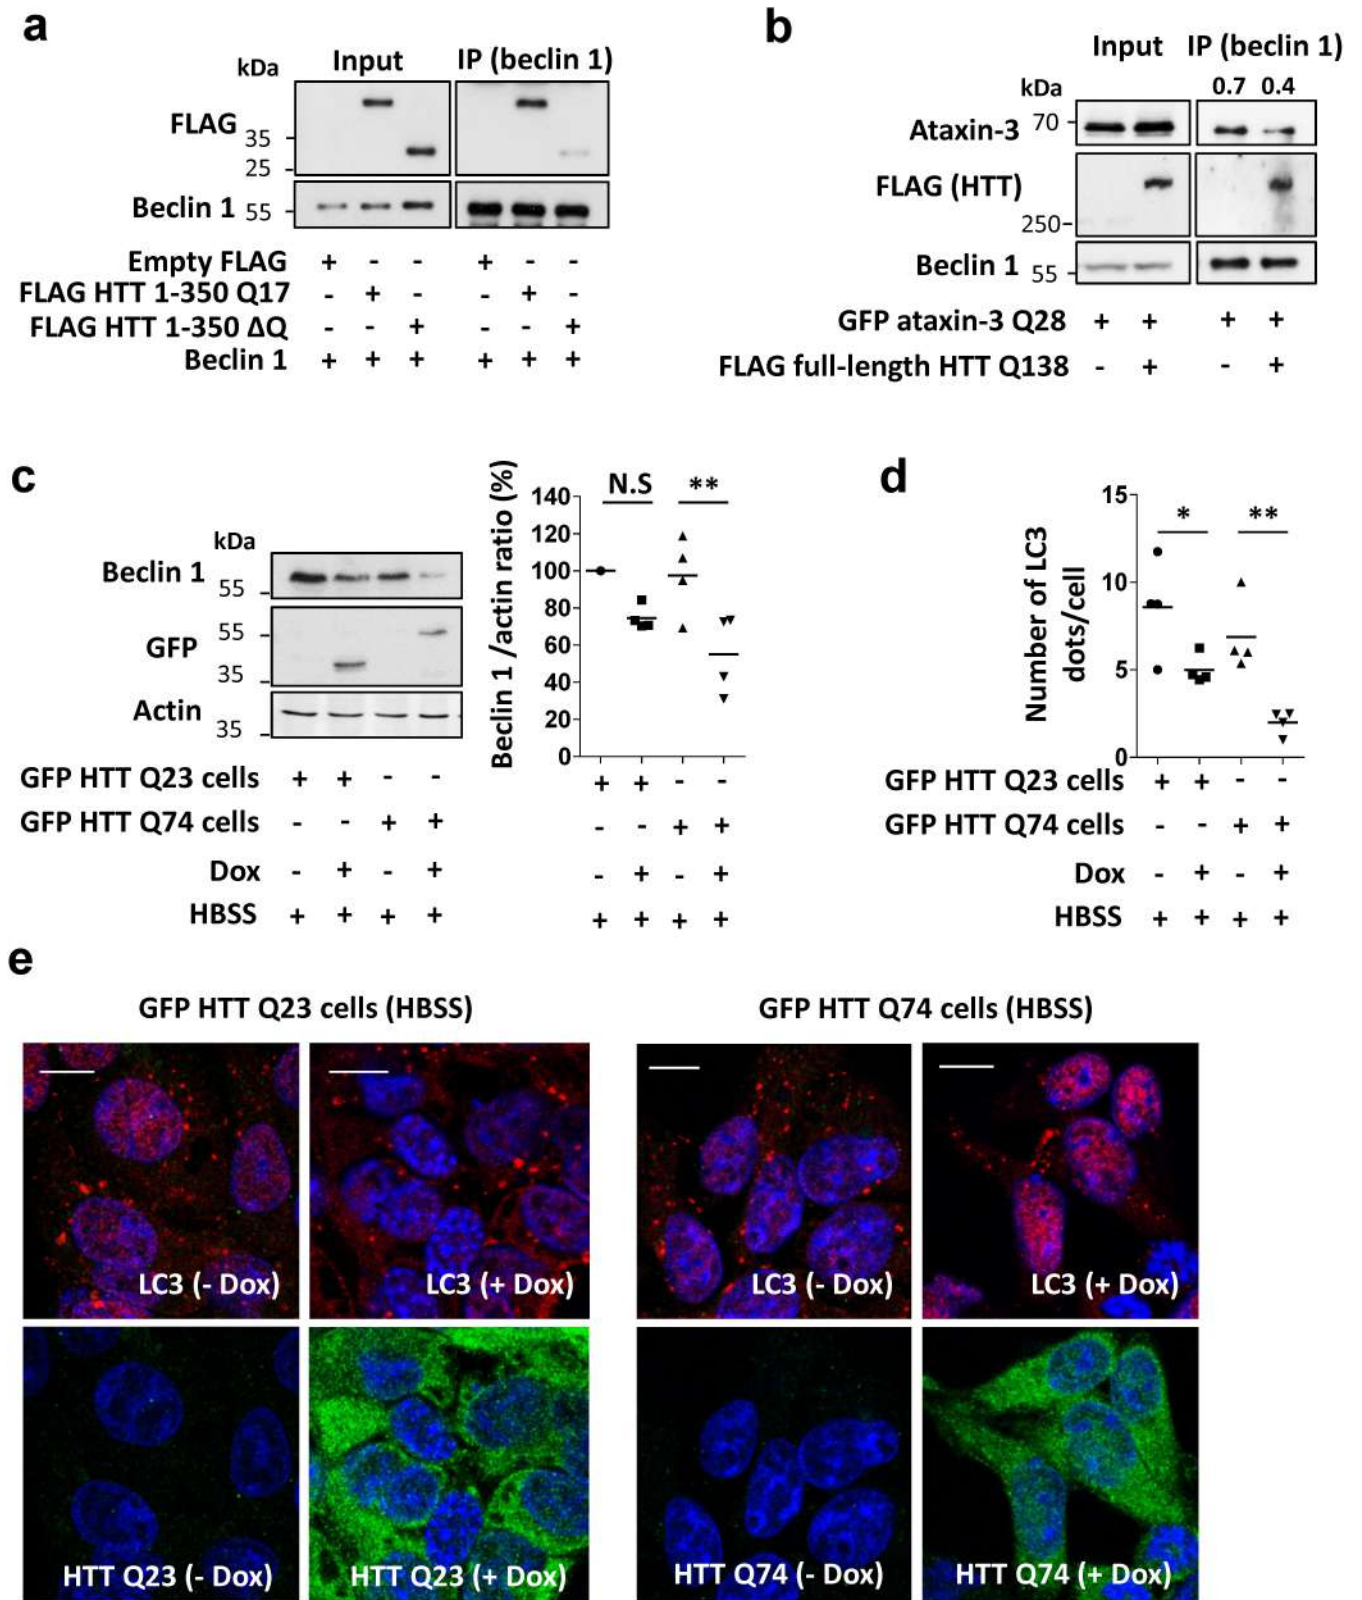 a
kDa
Input
IP (beclin 1)
FLAG
35
25
Beclin 1
55
Empty FLAG + - - + - -
FLAG HTT 1-350 Q17 - + - - + -
FLAG HTT 1-350 ΔQ - - + - - +
Beclin 1 + + + + + +
b
Input
IP (beclin 1)
kDa
0.7 0.4
Ataxin-3
70
FLAG (HTT)
250
Beclin 1
55
GFP ataxin-3 Q28 + + + +
FLAG full-length HTT Q138 - + - +
c
kDa
Beclin 1
55
GFP
55
35
Actin
35
GFP HTT Q23 cells + + - -
GFP HTT Q74 cells - - + +
Dox - + - +
HBSS + + + +
Beclin 1 /actin ratio (%)
140
120
100
80
60
40
20
0
N.S
**
+ + - -
- - + +
- + - +
+ + + +
d
Number of LC3
dots/cell
15
10
5
0
*
**
GFP HTT Q23 cells + + - -
GFP HTT Q74 cells - - + +
Dox - + - +
HBSS + + + +
e
GFP HTT Q23 cells (HBSS)
GFP HTT Q74 cells (HBSS)
LC3 (- Dox)
LC3 (+ Dox)
LC3 (- Dox)
LC3 (+ Dox)
HTT Q23 (- Dox)
HTT Q23 (+ Dox)
HTT Q74 (- Dox)
HTT Q74 (+ Dox)